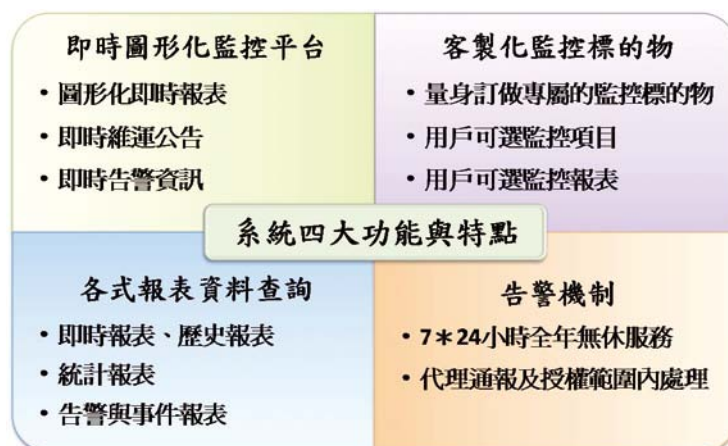 即時圖形化監控平台
• 圖形化即時報表
• 即時維運公告
• 即時告警資訊
客製化監控標的物
• 量身訂做專屬的監控標的物
• 用戶可選監控項目
• 用戶可選監控報表
系統四大功能與特點
各式報表資料查詢
• 即時報表、歷史報表
• 統計報表
• 告警與事件報表
告警機制
• 7＊24小時全年無休服務
• 代理通報及授權範圍內處理